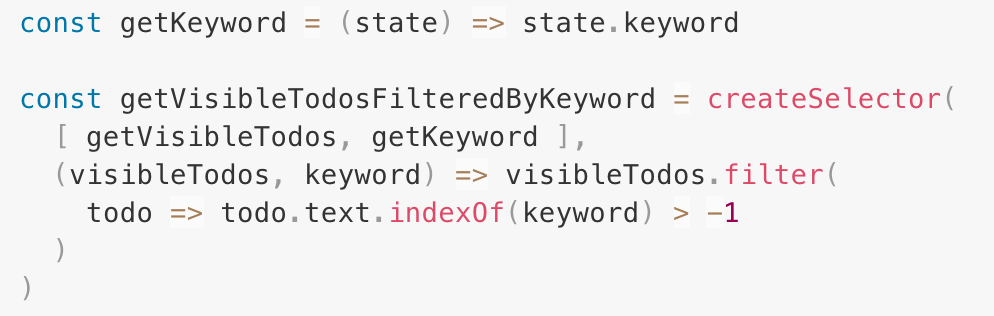 const getKeyword = (state) => state.keyword

const getVisibleTodosFilteredByKeyword = createSelector(
  [ getVisibleTodos, getKeyword ],
  (visibleTodos, keyword) => visibleTodos.filter(
    todo => todo.text.indexOf(keyword) > -1
  )
)